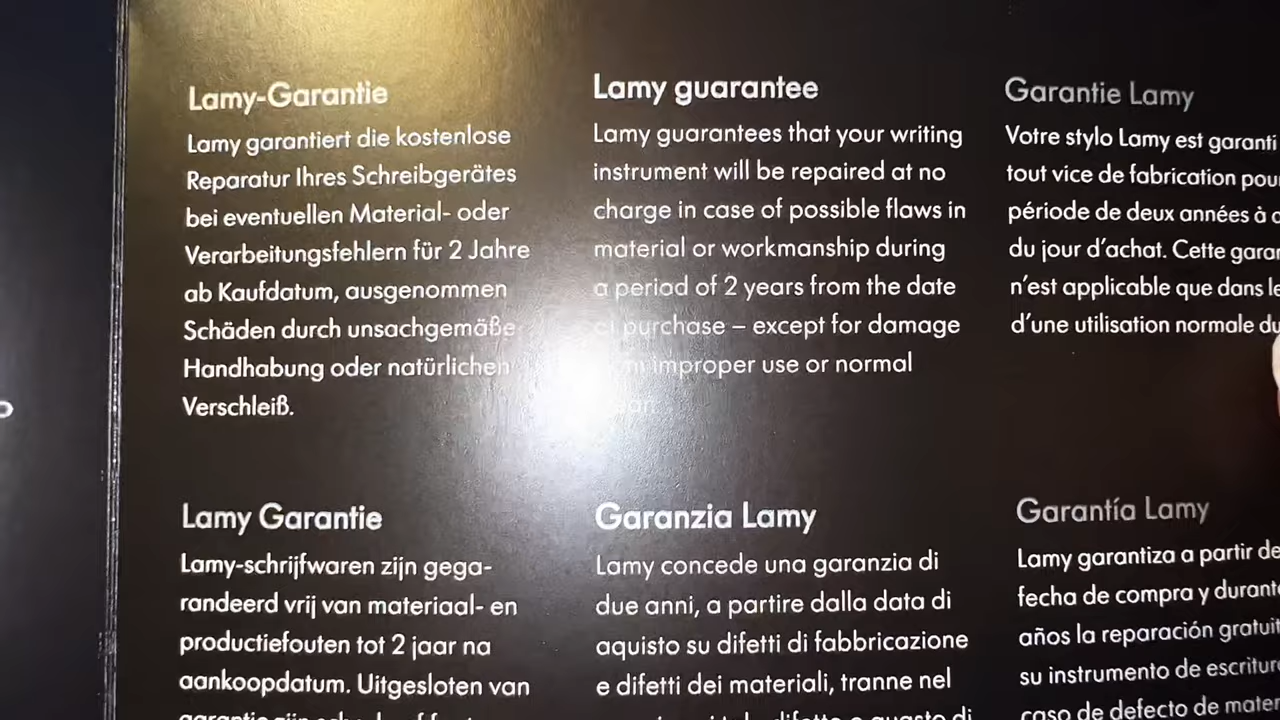 Lamy-Garantie
Lamy garantiert die kostenlose
Reparatur Ihres Schreibgerätes
bei eventuellen Material- oder
Verarbeitungsfehlern für 2 Jahre
ab Kaufdatum, ausgenommen
Schäden durch unsachgemäße
Handhabung oder natürlichen
Verschleiß.
Lamy guarantee
Lamy guarantees that your writing
instrument will be repaired at no
charge in case of possible flaws in
material or workmanship during
a period of 2 years from the date
purchase – except for damage
improper use or normal
Garantie Lamy
Votre stylo Lamy est garanti
tout vice de fabrication
période de deux années à
du jour d'achat. Cette
n'est applicable que dans
d'une utilisation normale
Lamy Garantie
Lamy-schrijfwaren zijn gega-
randeerd vrij van materiaal- en
productiefouten tot 2 jaar na
aankoopdatum. Uitgesloten van
Garanzia Lamy
Lamy concede una garanzia di
due anni, a partire dalla data di
aquisto su difetti di fabbricazione
e difetti dei materiali, tranne nel
Garantía Lamy
Lamy garantiza a partir de
fecha de compra y
años la reparación
su instrumento de
caso de defecto de